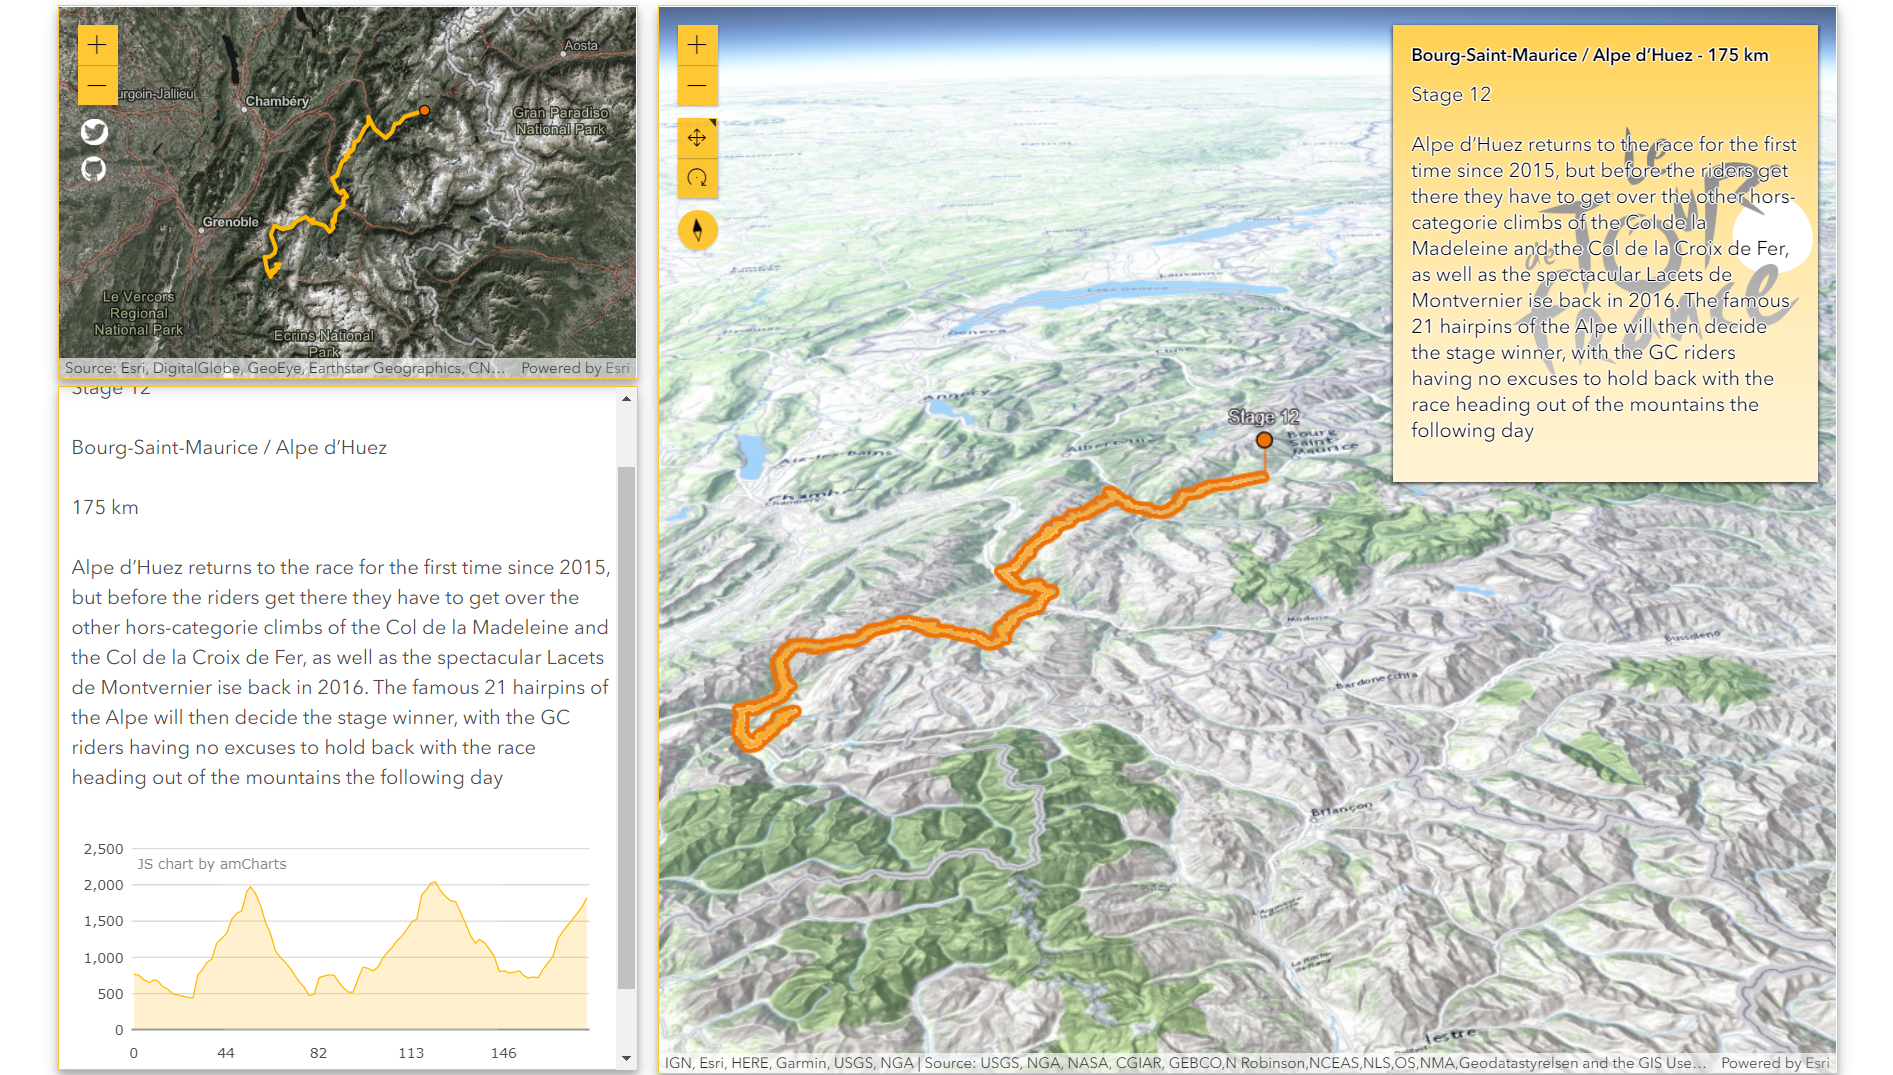 Aosta
urgoin-Jallieu
Chambéry
Gran Paradiso
National Park
Grenoble
Le Vercors
Regional
National Park
Ecrins National
Park
Source: Esri, DigitalGlobe, GeoEye, Earthstar Geographics, CN... Powered by Esri
Stage 12
Bourg-Saint-Maurice / Alpe d’Huez
175 km
Alpe d’Huez returns to the race for the first time since 2015,
but before the riders get there they have to get over the
other hors-categorie climbs of the Col de la Madeleine and
the Col de la Croix de Fer, as well as the spectacular Lacets
de Montvernier ise back in 2016. The famous 21 hairpins of
the Alpe will then decide the stage winner, with the GC
riders having no excuses to hold back with the race
heading out of the mountains the following day
2,500
JS chart by amCharts
2,000
1,500
1,000
500
0
0 44 82 113 146
Bourg-Saint-Maurice / Alpe d’Huez - 175 km
Stage 12
Alpe d’Huez returns to the race for the first
time since 2015, but before the riders get
there they have to get over the other hors-
categorie climbs of the Col de la
Madeleine and the Col de la Croix de Fer,
as well as the spectacular Lacets de
Montvernier ise back in 2016. The famous
21 hairpins of the Alpe will then decide
the stage winner, with the GC riders
having no excuses to hold back with the
race heading out of the mountains the
following day
le
TOUR
de
France
Epinal
Lausanne
Lake Geneva
Geneva
Cluses
Annecy
Stage 12
Bourg
Saint
Maurice
Albertville
Aix-les-Bains
Chambéry
Modane
Bussoleno
Bardonecchia
Briançon
IGN, Esri, HERE, Garmin, USGS, NGA | Source: USGS, NGA, NASA, CGIAR, GEBCO,N Robinson,NCEAS,NLS,OS,NMA,Geodatastyrelsen and the GIS Use... Powered by Esri